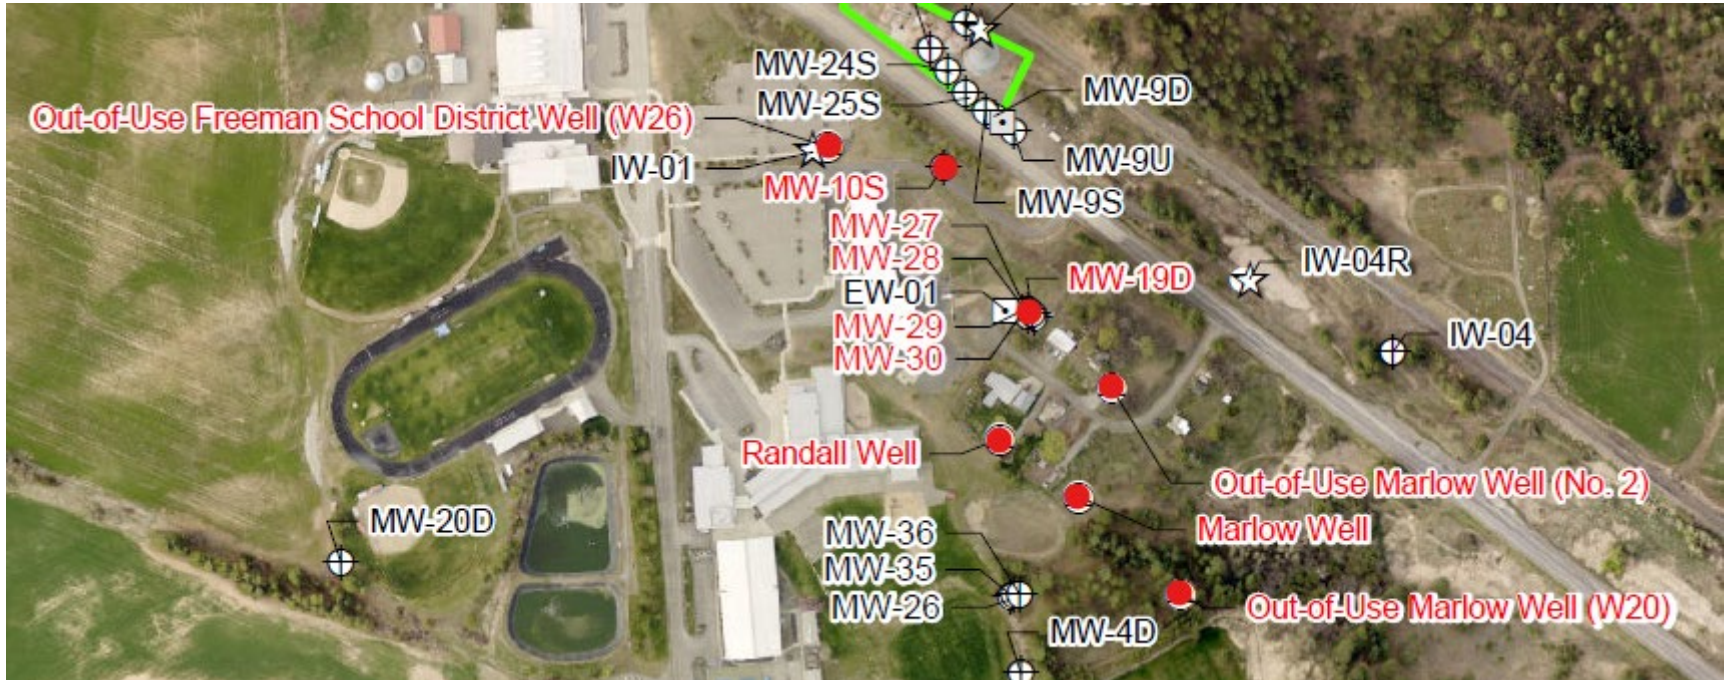 MW-24S
MW-25S
MW-9D
Out-of-Use Freeman School District Well (W26)
IW-01
MW-9U
MW-10S
MW-9S
MW-27
MW-28
MW-19D
IW-04R
EW-01
MW-29
MW-30
IW-04
Randall Well
Out-of-Use Marlow Well (No. 2)
Marlow Well
MW-20D
MW-36
MW-35
MW-26
Out-of-Use Marlow Well (W20)
MW-4D